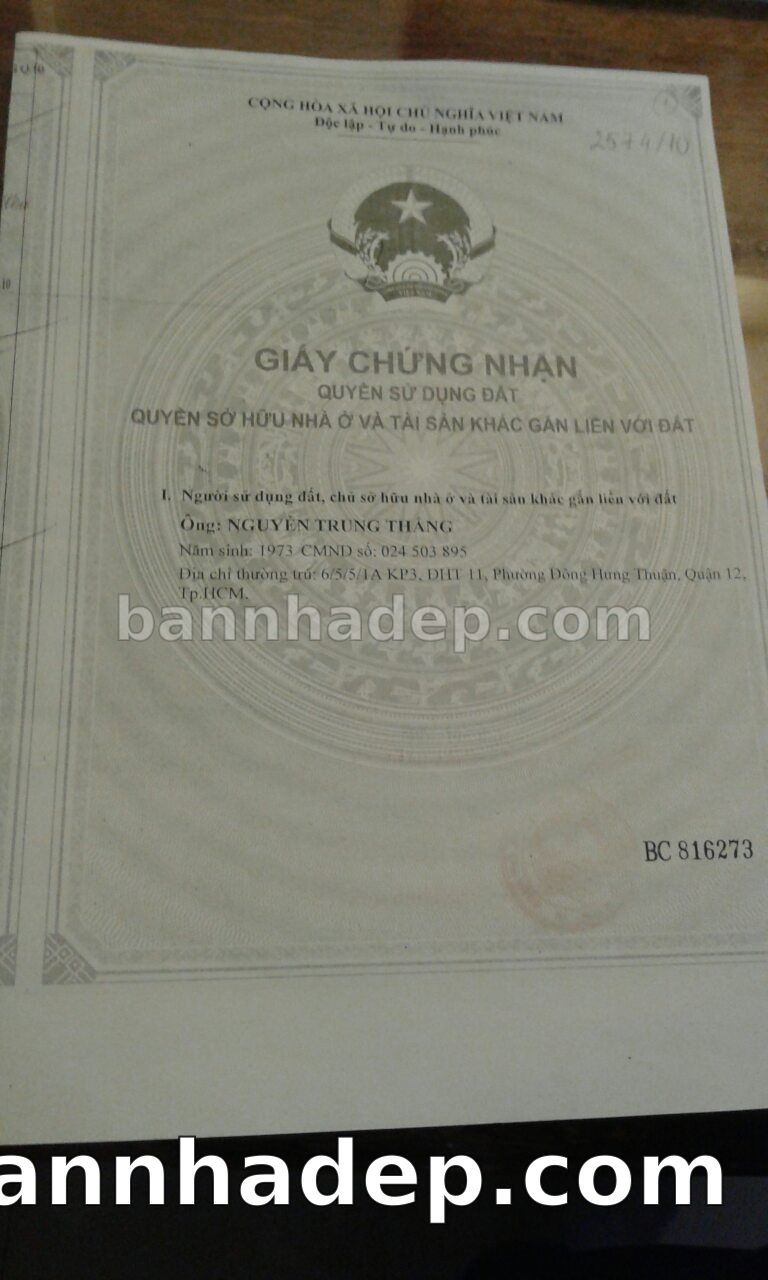 CỘNG HÒA XÃ HỘI CHỦ NGHĨA VIỆT NAM
Độc lập - Tự do - Hạnh phúc
2574/10
GIẤY CHỨNG NHẬN
QUYỀN SỬ DỤNG ĐẤT
QUYỀN SỞ HỮU NHÀ Ở VÀ TÀI SẢN KHÁC GẮN LIỀN VỚI ĐẤT
I. Người sử dụng đất, chủ sở hữu nhà ở và tài sản khác gắn liền với đất
Ông: NGUYỄN TRUNG THẮNG
Năm sinh: 1973 CMND số: 024 503 895
Địa chỉ thường trú: 6/5/5/1A KP3, DHT 11, Phường Đông Hưng Thuận, Quận 12,
Tp.HCM.
bannhadep.com
BC 816273
annhadep.com